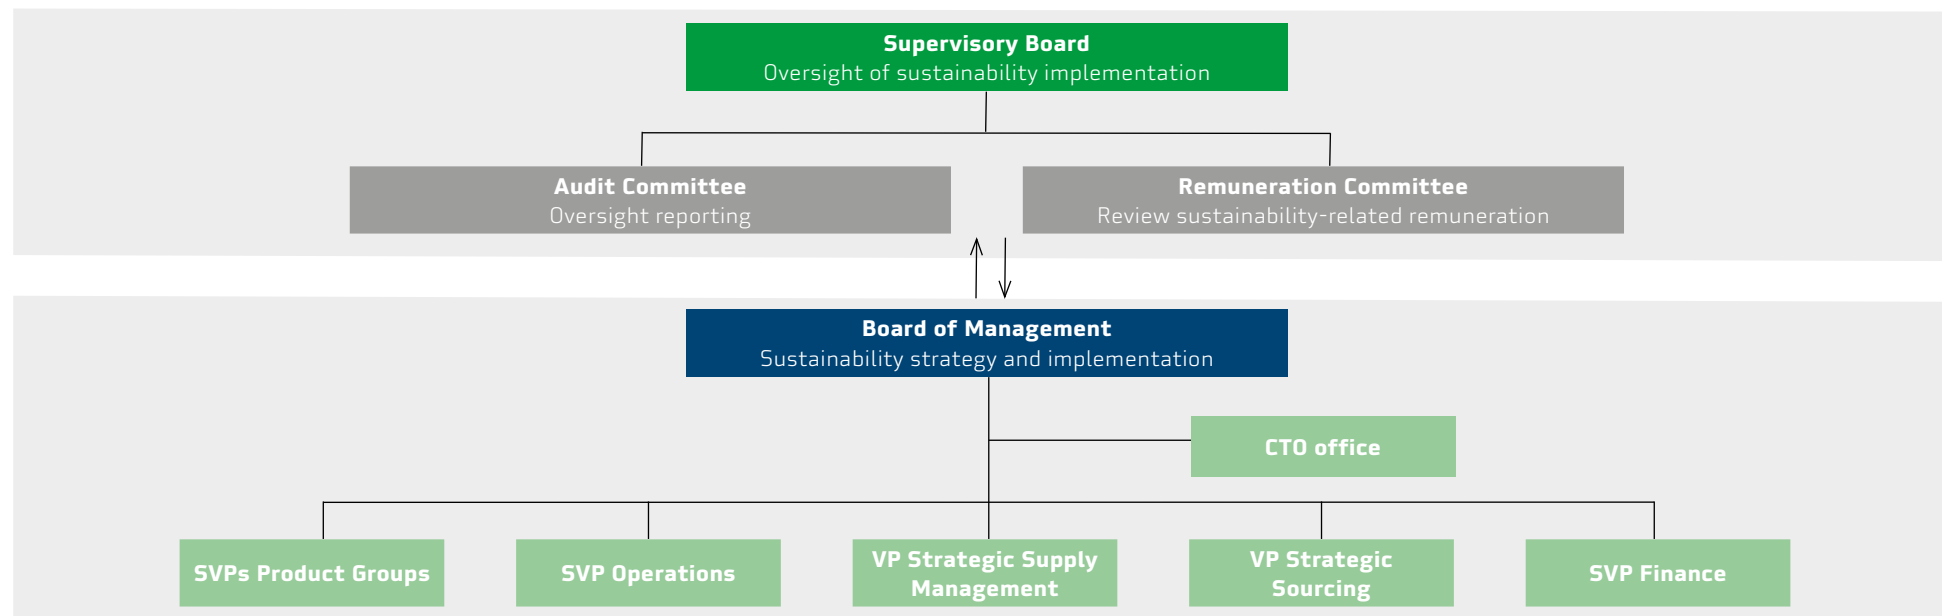 Supervisory Board
Oversight of sustainability implementation
Audit Committee
Oversight reporting
Remuneration Committee
Review sustainability-related remuneration
Board of Management
Sustainability strategy and implementation
CTO office
SVPs Product Groups
SVP Operations
VP Strategic Supply
Management
VP Strategic
Sourcing
SVP Finance